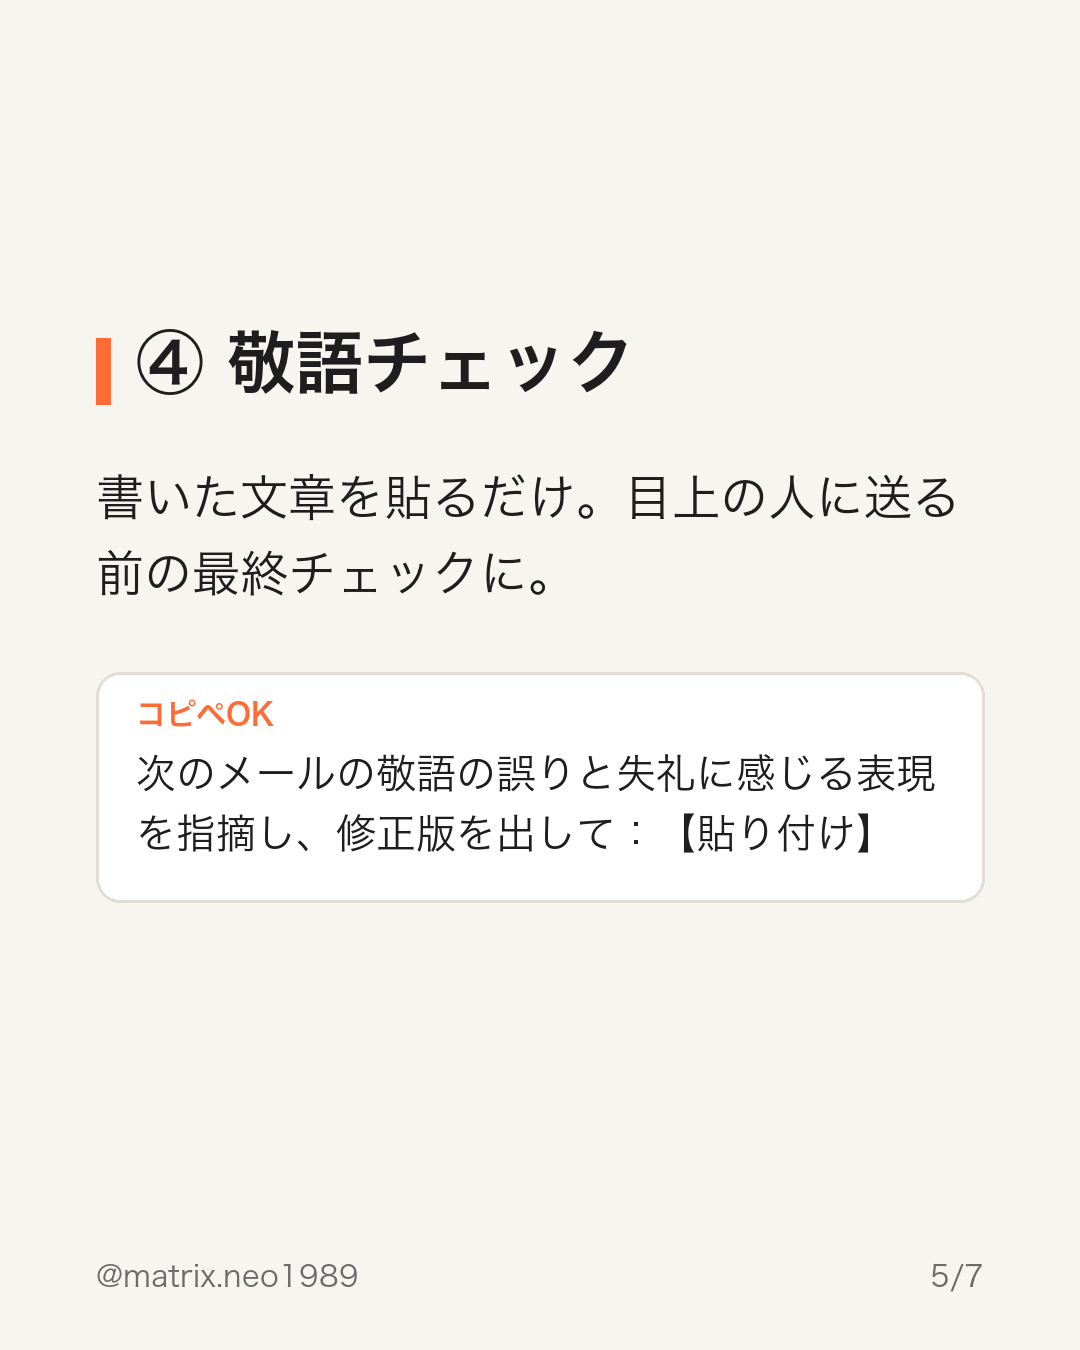 ④ 敬語チェック
書いた文章を貼るだけ。目上の人に送る
前の最終チェックに。
コピペOK
次のメールの敬語の誤りと失礼に感じる表現
を指摘し、修正版を出して：【貼り付け】
@matrix.neo1989
5/7